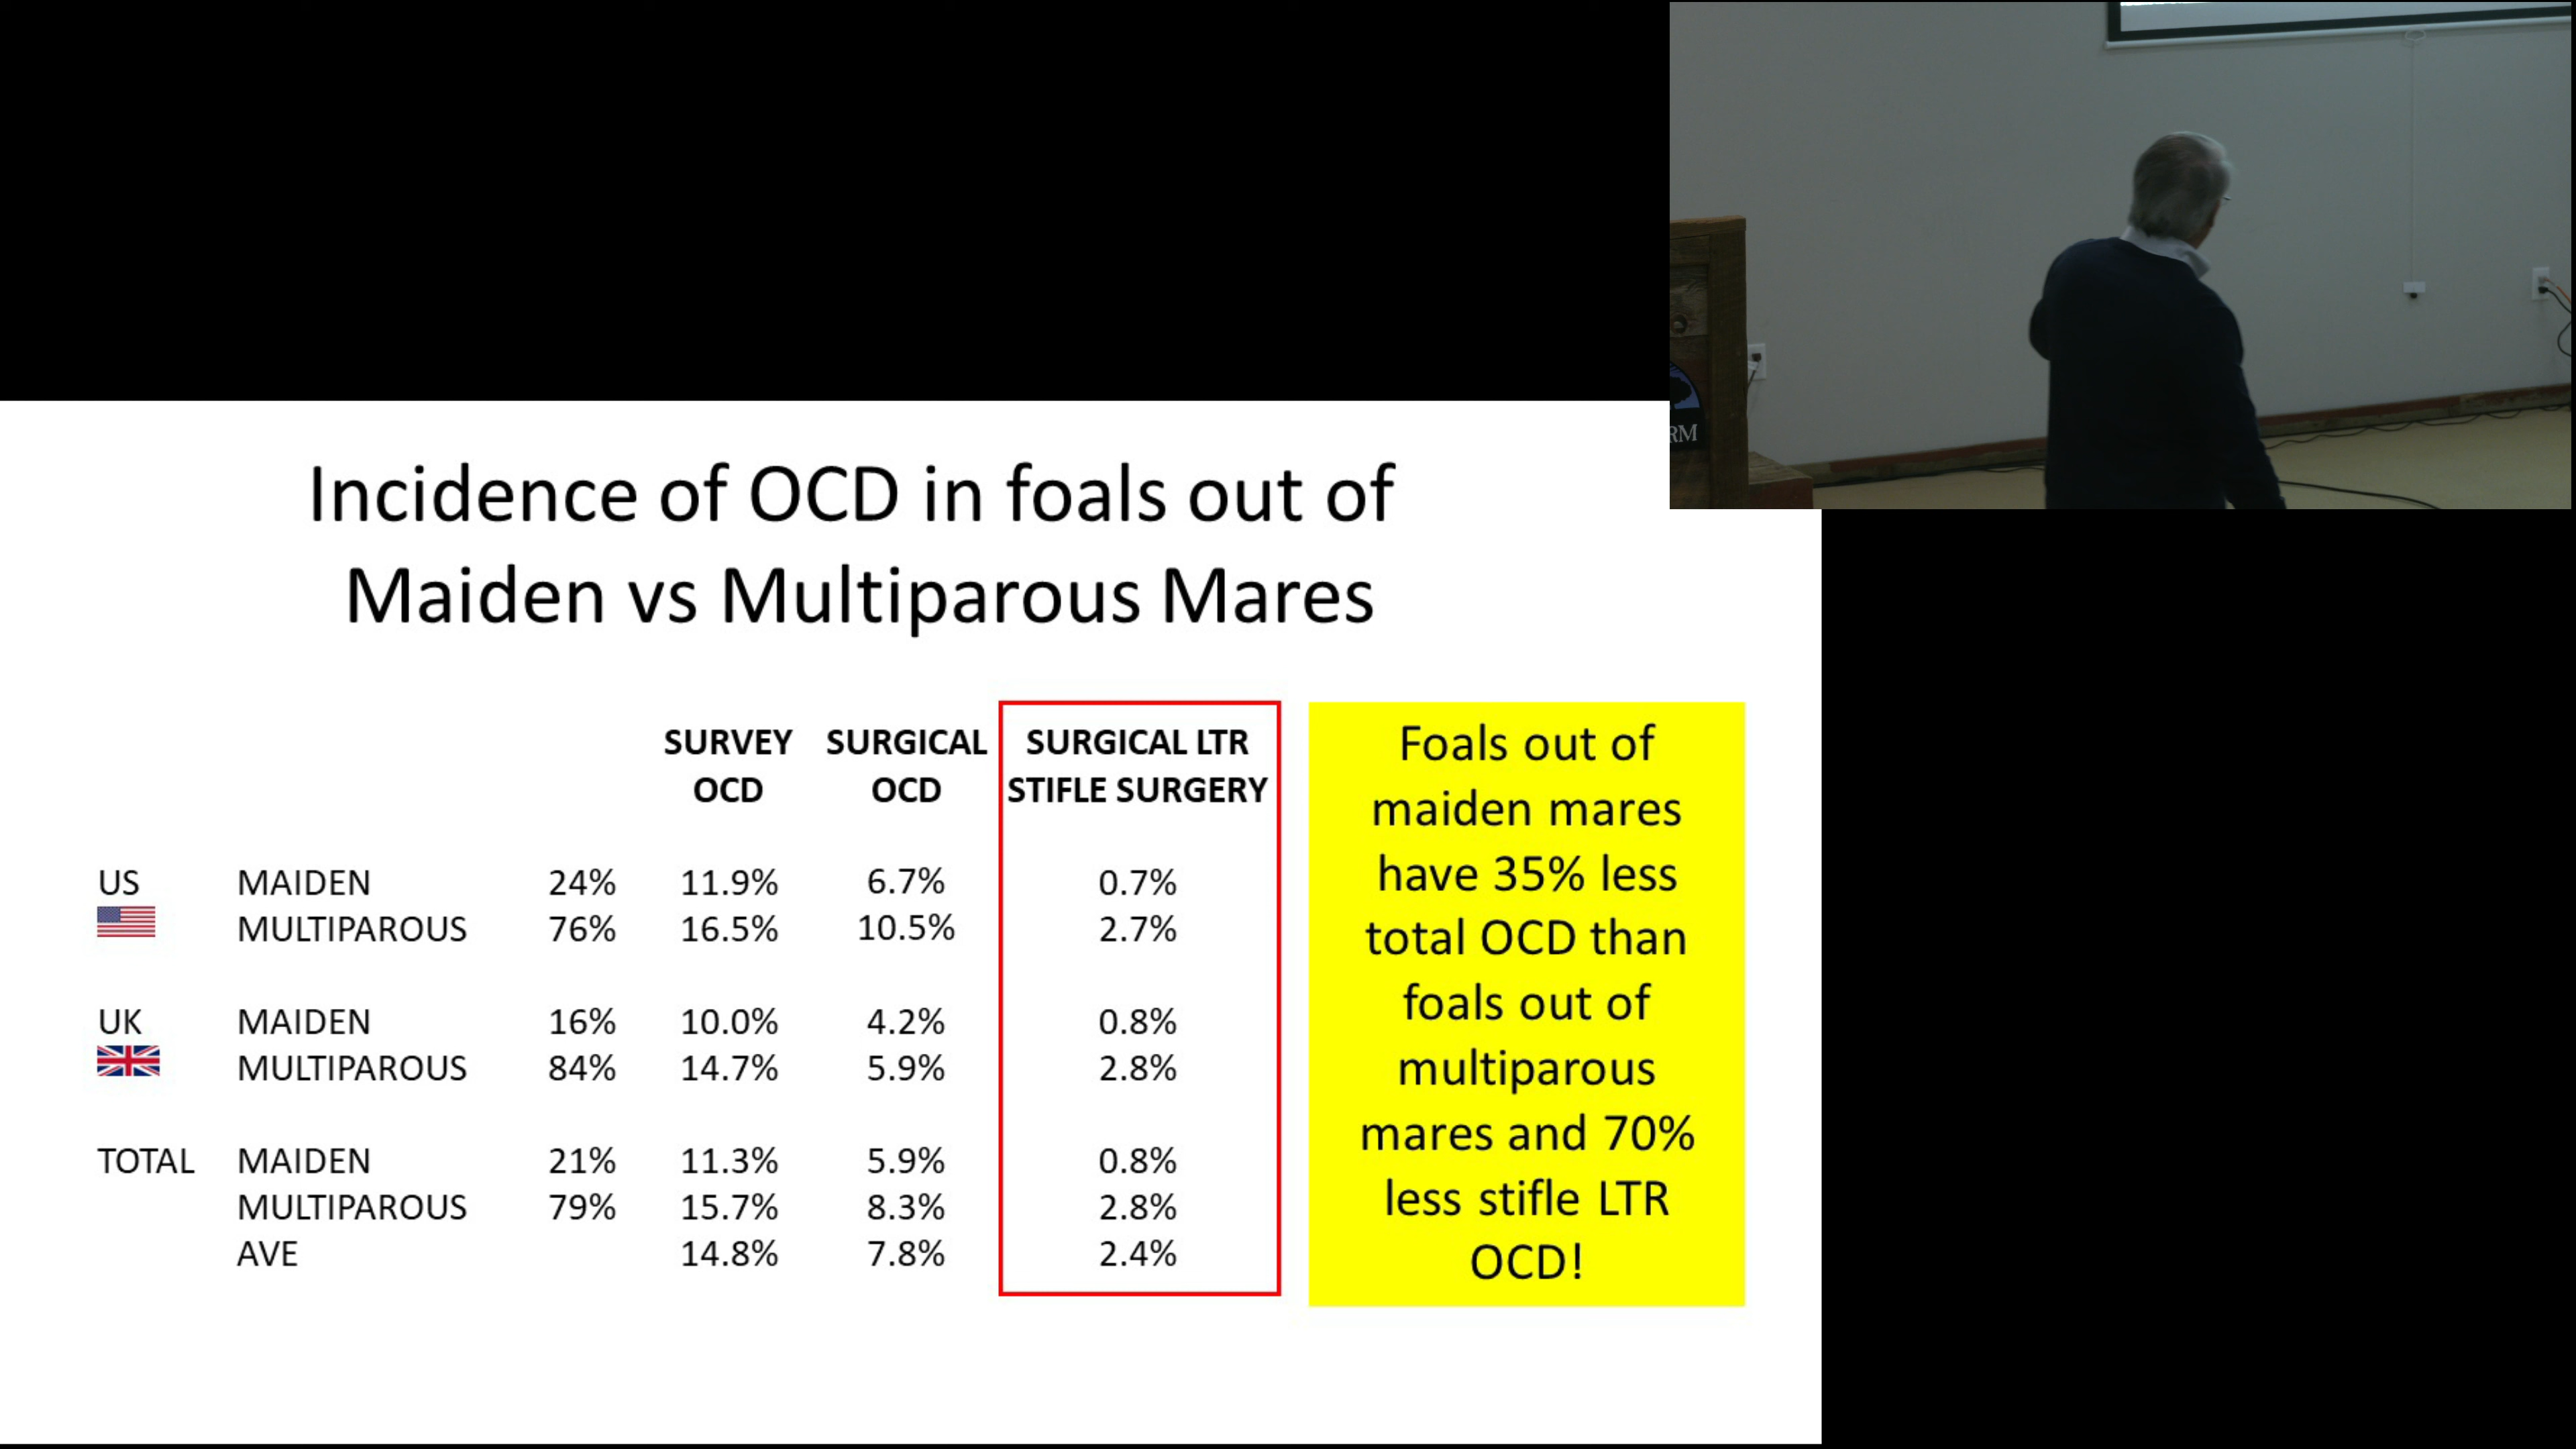 Incidence of OCD in foals out of
Maiden vs Multiparous Mares
SURVEY OCD SURGICAL OCD SURGICAL LTR STIFLE SURGERY
US MAIDEN 24% 11.9% 6.7% 0.7%
MULTIPAROUS 76% 16.5% 10.5% 2.7%
UK MAIDEN 16% 10.0% 4.2% 0.8%
MULTIPAROUS 84% 14.7% 5.9% 2.8%
TOTAL MAIDEN 21% 11.3% 5.9% 0.8%
MULTIPAROUS 79% 15.7% 8.3% 2.8%
AVE 14.8% 7.8% 2.4%
Foals out of
maiden mares
have 35% less
total OCD than
foals out of
multiparous
mares and 70%
less stifle LTR
OCD!